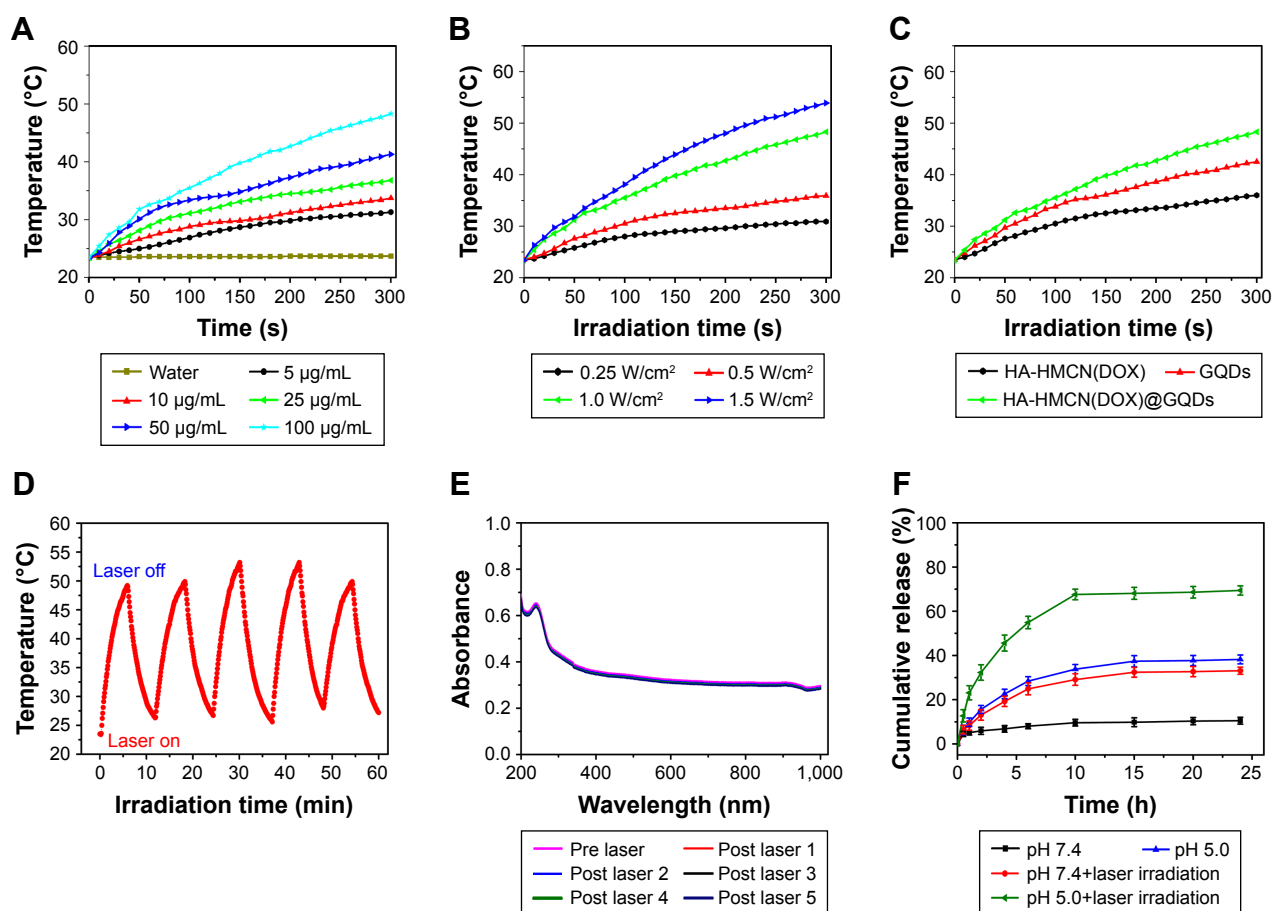 A
Temperature (°C)
60
50
40
30
20
0 50 100 150 200 250 300
Time (s)
Water 5 µg/mL
10 µg/mL 25 µg/mL
50 µg/mL 100 µg/mL
B
Temperature (°C)
60
50
40
30
20
0 50 100 150 200 250 300
Irradiation time (s)
0.25 W/cm² 0.5 W/cm²
1.0 W/cm² 1.5 W/cm²
C
Temperature (°C)
60
50
40
30
20
0 50 100 150 200 250 300
Irradiation time (s)
HA-HMCN(DOX) GQDs
HA-HMCN(DOX)@GQDs
D
Temperature (°C)
60
55
50
45
40
35
30
25
20
Laser off
Laser on
0 10 20 30 40 50 60
Irradiation time (min)
E
Absorbance
1.0
0.8
0.6
0.4
0.2
0.0
200 400 600 800 1,000
Wavelength (nm)
Pre laser Post laser 1
Post laser 2 Post laser 3
Post laser 4 Post laser 5
F
Cumulative release (%)
100
80
60
40
20
0
0 5 10 15 20 25
Time (h)
pH 7.4 pH 5.0
pH 7.4+laser irradiation
pH 5.0+laser irradiation